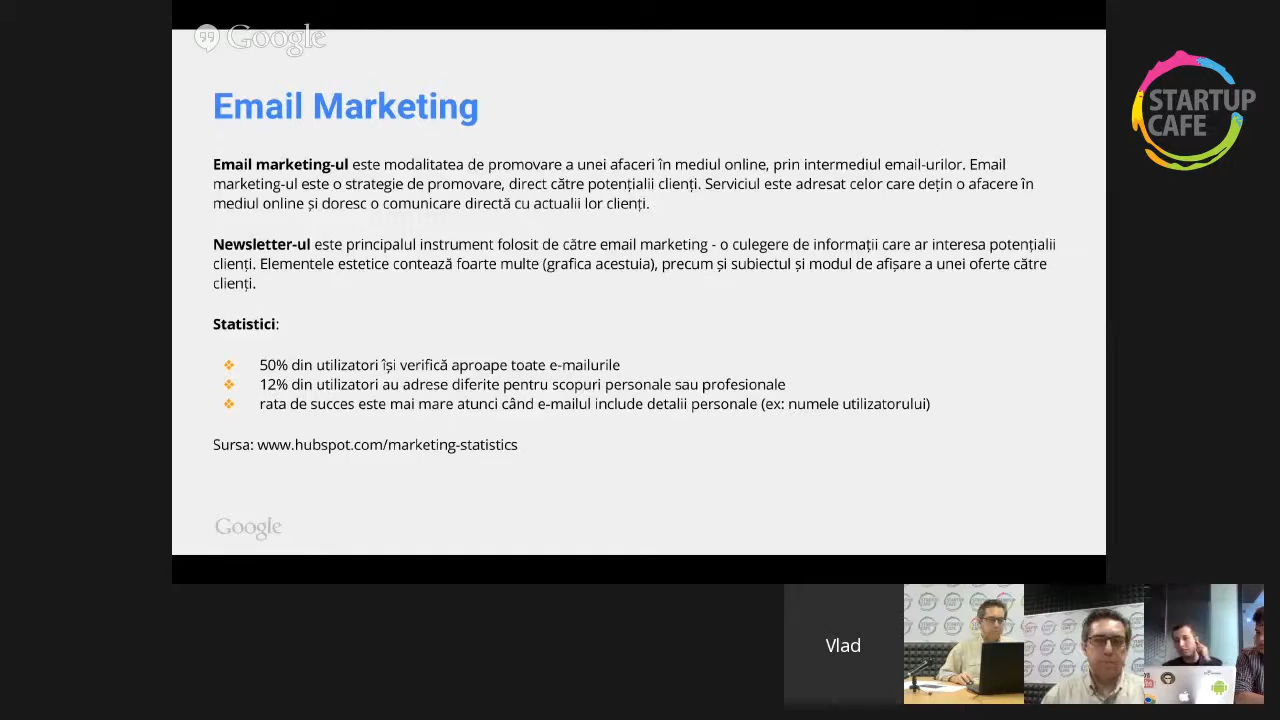 Google
Email Marketing
STARTUP
CAFE
Email marketing-ul este modalitatea de promovare a unei afaceri în mediul online, prin intermediul email-urilor. Email
marketing-ul este o strategie de promovare, direct către potențialii clienți. Serviciul este adresat celor care dețin o afacere în
mediul online și doresc o comunicare directă cu actualii lor clienți.
Newsletter-ul este principalul instrument folosit de către email marketing - o culegere de informații care ar interesa potențialii
clienți. Elementele estetice contează foarte multe (grafica acestuia), precum și subiectul și modul de afișare a unei oferte către
clienți.
Statistici:
❖ 50% din utilizatori își verifică aproape toate e-mailurile
❖ 12% din utilizatori au adrese diferite pentru scopuri personale sau profesionale
❖ rata de succes este mai mare atunci când e-mailul include detalii personale (ex: numele utilizatorului)
Sursa: www.hubspot.com/marketing-statistics
Google
Vlad